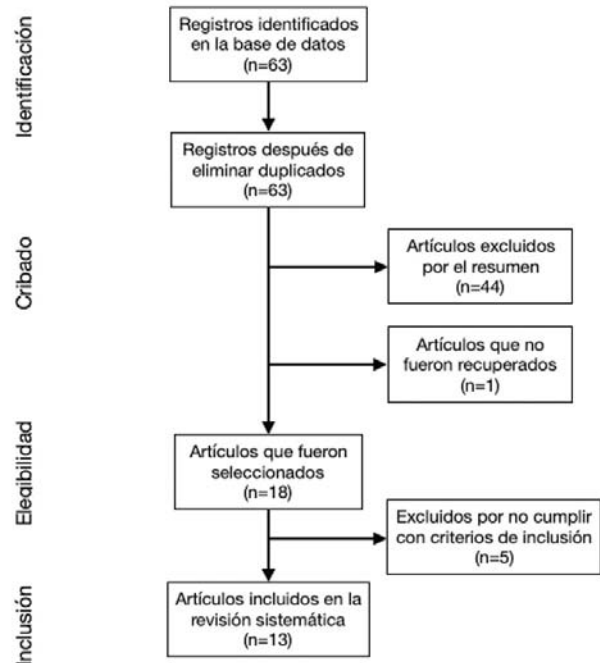 Identificación
Registros identificados
en la base de datos
(n=63)
Registros después de
eliminar duplicados
(n=63)
Cribado
Artículos excluidos
por el resumen
(n=44)
Artículos que no
fueron recuperados
(n=1)
Elegibilidad
Artículos que fueron
seleccionados
(n=18)
Excluidos por no cumplir
con criterios de inclusión
(n=5)
Inclusión
Artículos incluidos en la
revisión sistemática
(n=13)